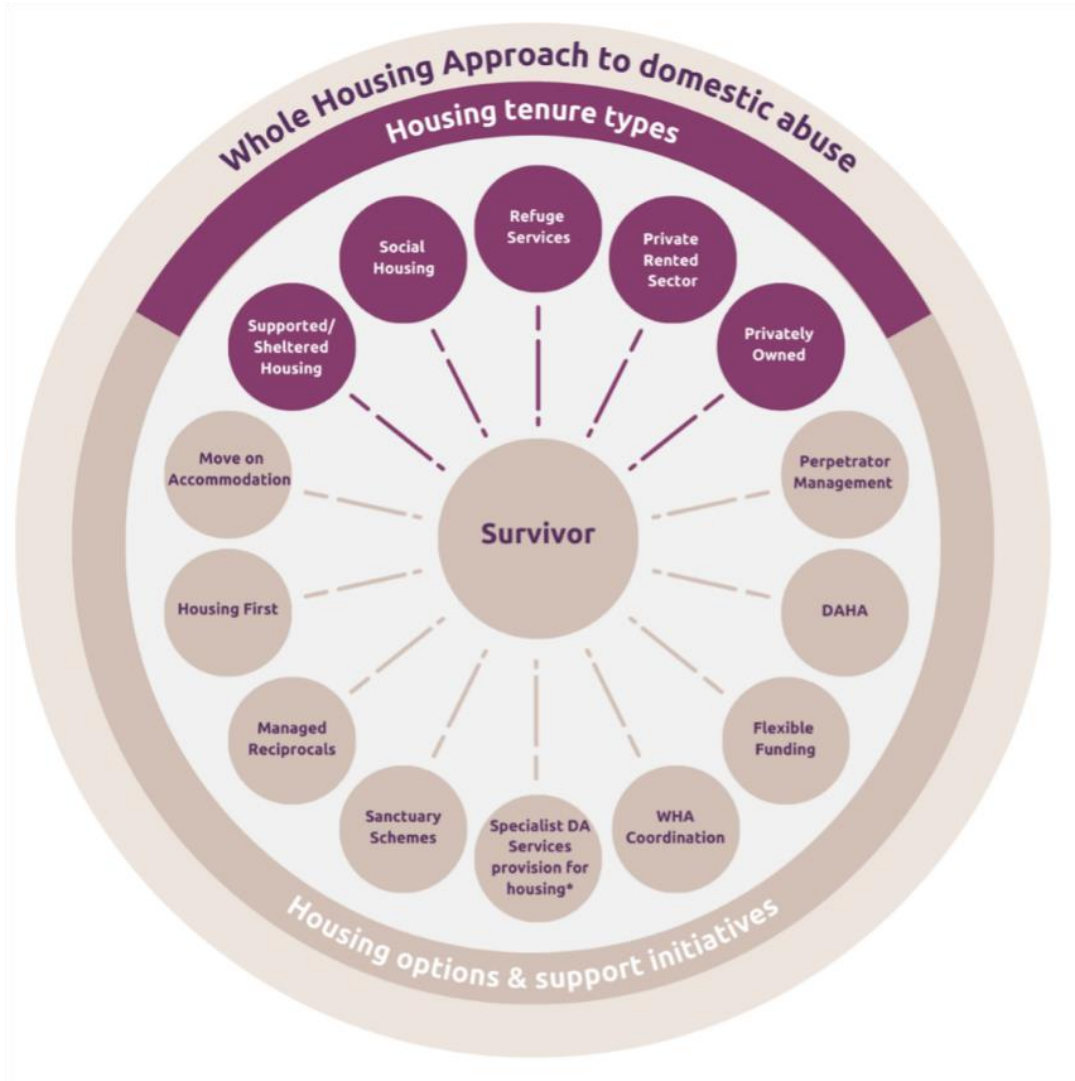 Whole Housing Approach to domestic abuse
Housing tenure types
Refuge
Services
Social
Housing
Private
Rented
Sector
Supported/
Sheltered
Housing
Privately
Owned
Move on
Accommodation
Perpetrator
Management
Survivor
Housing First
DAHA
Managed
Reciprocals
Flexible
Funding
Sanctuary
Schemes
Specialist DA
Services
provision for
housing*
WHA
Coordination
Housing options & support initiatives